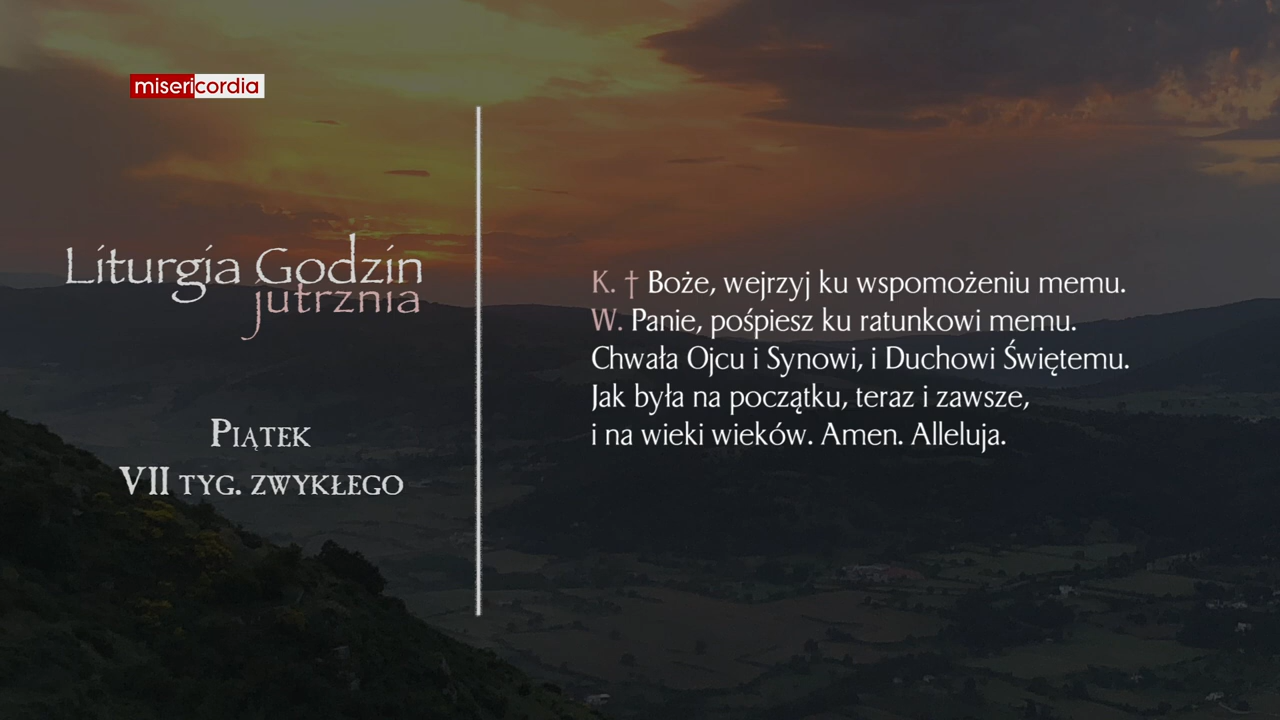 misericordia
Liturgia Godzin
jutrznia
Piątek
VII tyg. zwykłego
K. † Boże, wejrzyj ku wspomożeniu memu.
W. Panie, pośpiesz ku ratunkowi memu.
Chwała Ojcu i Synowi, i Duchowi Świętemu.
Jak była na początku, teraz i zawsze,
i na wieki wieków. Amen. Alleluja.